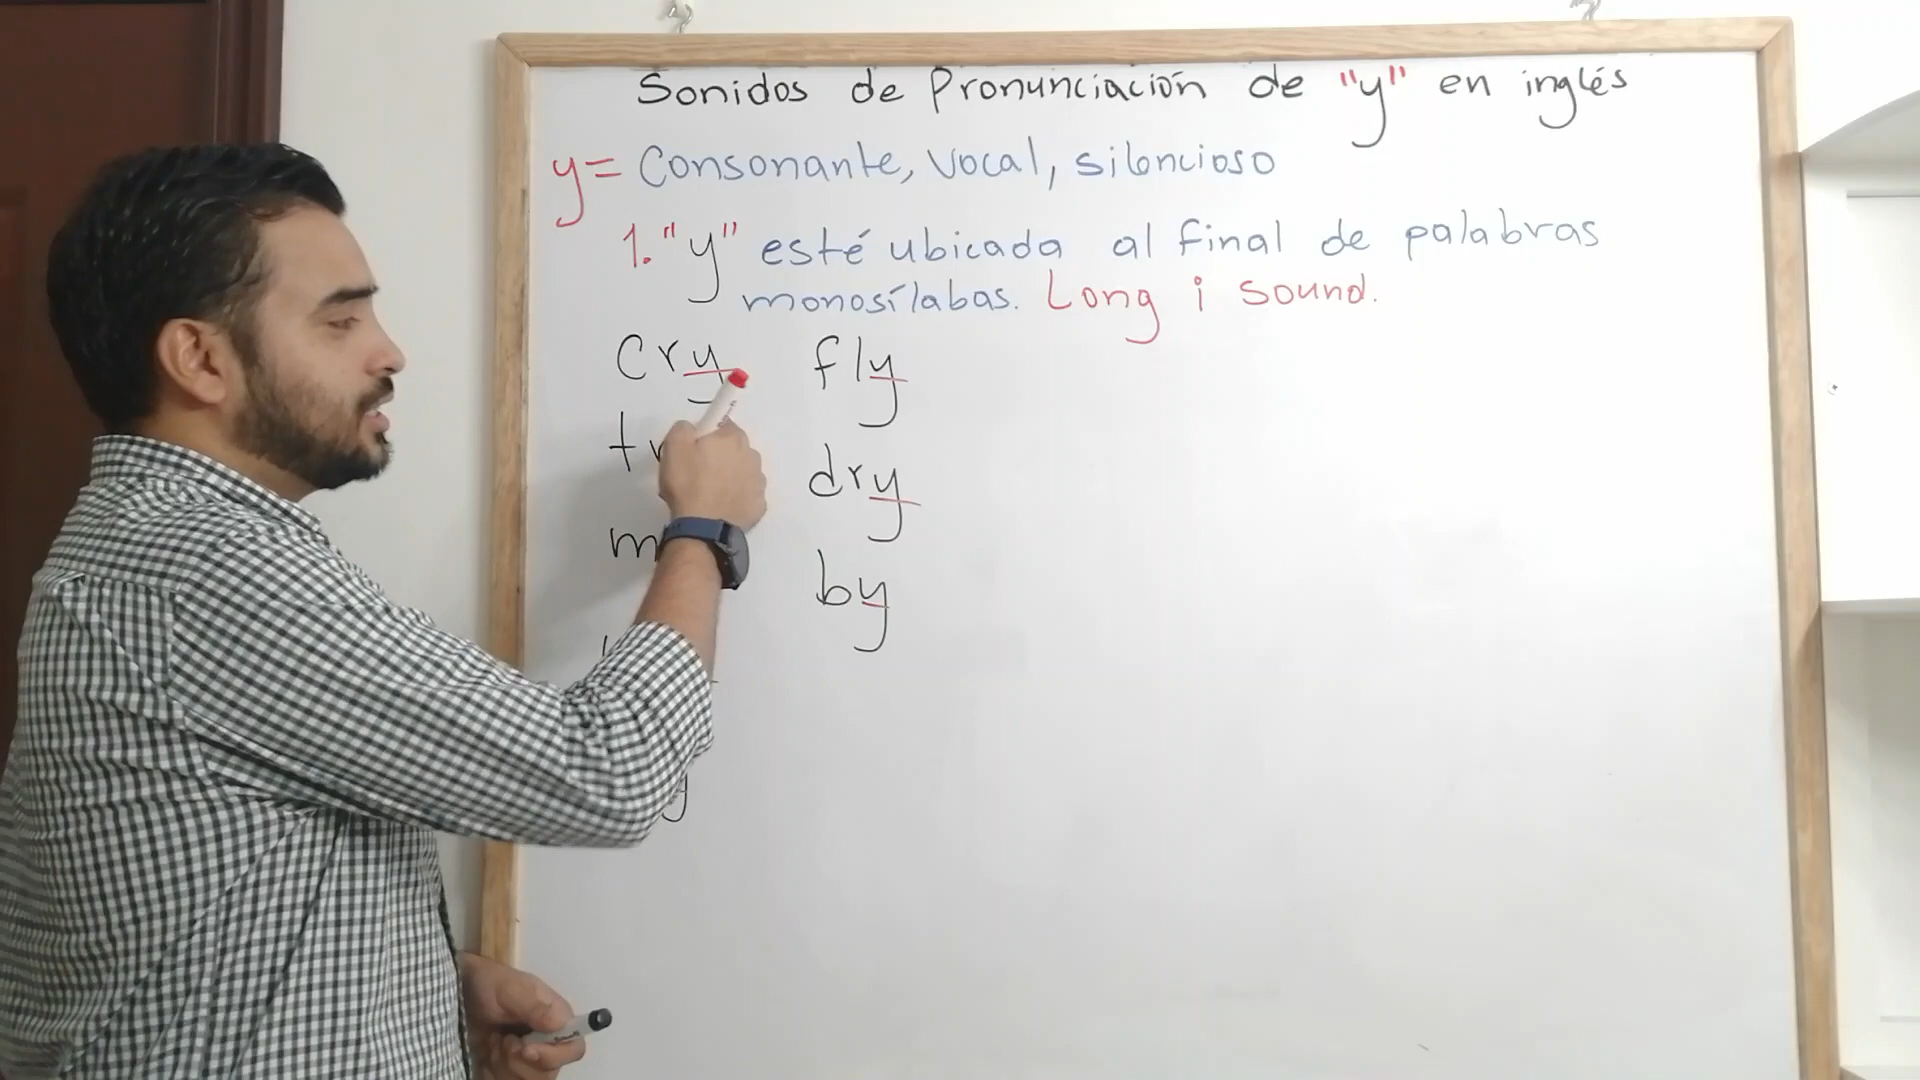 Sonidos de Pronunciación de "y" en inglés
y= Consonante, Vocal, silencioso
1. "y" esté ubicada al final de palabras
monosílabas. Long i sound.
Cry fly
dry
by